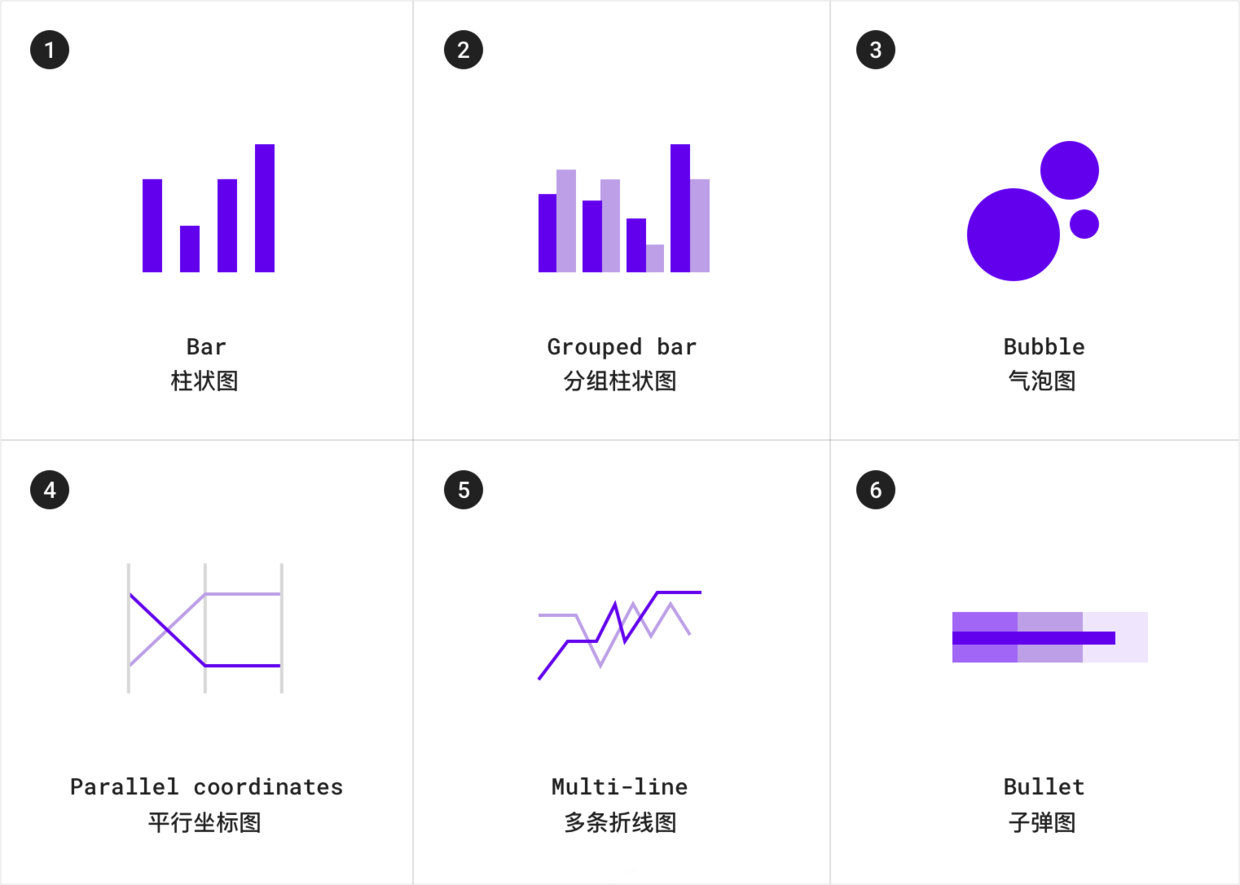 1
2
3
Bar
柱状图
Grouped bar
分组柱状图
Bubble
气泡图
4
5
6
Parallel coordinates
平行坐标图
Multi-line
多条折线图
Bullet
子弹图